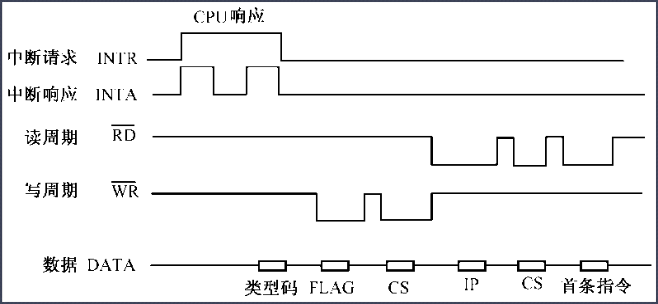 CPU响应
中断请求 INTR
中断响应 INTA
读周期 RD
写周期 WR
数据 DATA
类型码 FLAG CS IP CS 首条指令